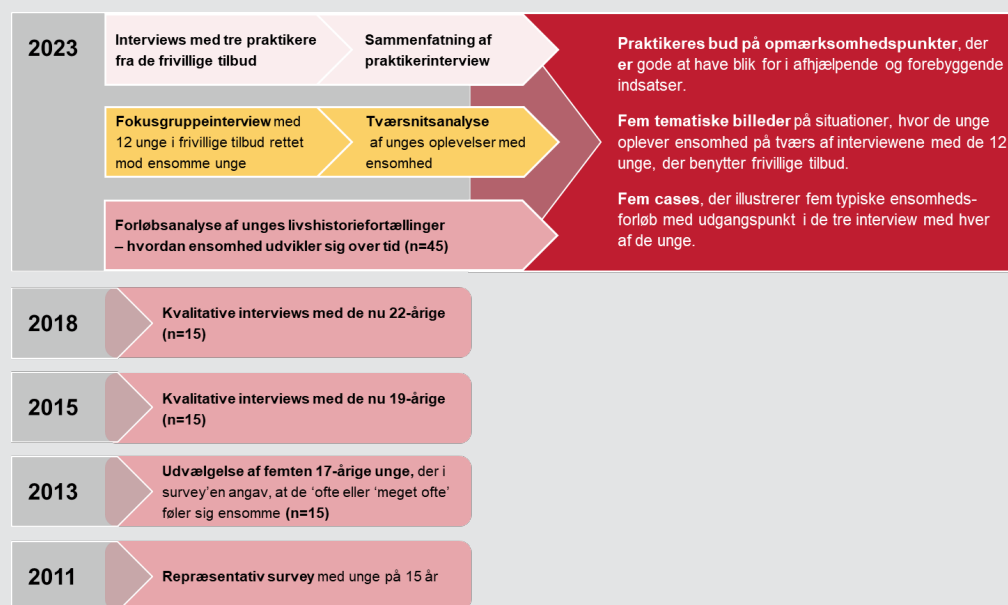 2023
Interviews med tre praktikere
fra de frivillige tilbud
Sammenfatning af
praktikerinterview
Fokusgruppeinterview med
12 unge i frivillige tilbud rettet
mod ensomme unge
Tværsnitsanalyse
af unges oplevelser med
ensomhed
Forløbsanalyse af unges livshistoriefortællinger
– hvordan ensomhed udvikler sig over tid (n=45)
Praktikeres bud på opmærksomhedspunkter, der
er gode at have blik for i afhjælpende og forebyggende
indsatser.
Fem tematiske billeder på situationer, hvor de unge
oplever ensomhed på tværs af interviewene med de 12
unge, der benytter frivillige tilbud.
Fem cases, der illustrerer fem typiske ensomheds-
forløb med udgangspunkt i de tre interview med hver
af de unge.
2018
Kvalitative interviews med de nu 22-årige
(n=15)
2015
Kvalitative interviews med de nu 19-årige
(n=15)
2013
Udvælgelse af femten 17-årige unge, der i
survey'en angav, at de 'ofte eller 'meget ofte'
føler sig ensomme (n=15)
2011
Repræsentativ survey med unge på 15 år